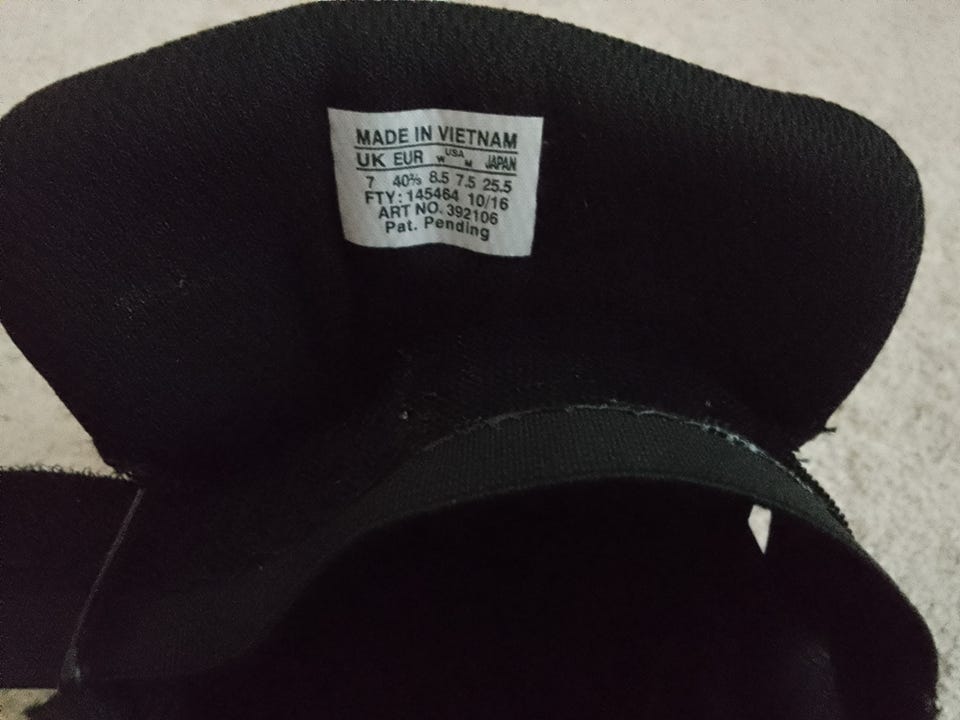 MADE IN VIETNAM
UK EUR W USA M JAPAN
7 40⅔ 8.5 7.5 25.5
FTY: 145464 10/16
ART NO. 392106
Pat. Pending